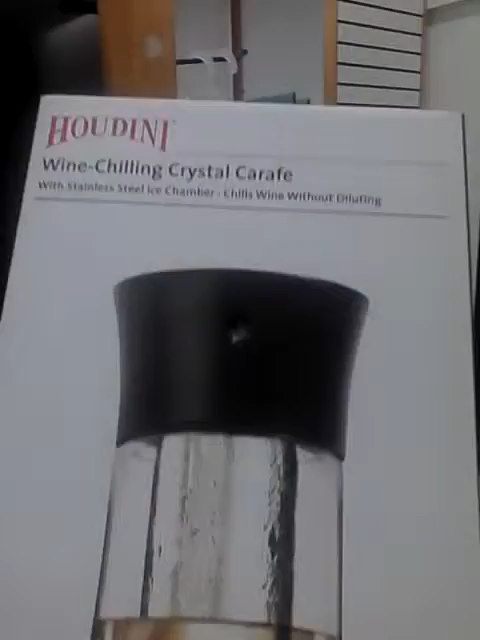 HOUDINI
Wine-Chilling Crystal Carafe
With Stainless Steel Ice Chamber - Chills Wine Without Diluting